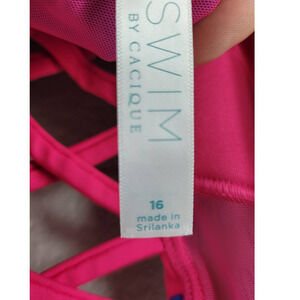 SWIM
BY CACIQUE
16
made in
Srilanka